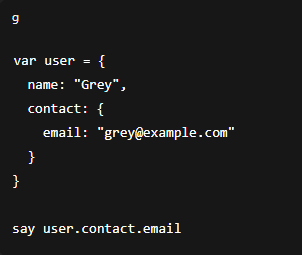 g
var user = {
  name: "Grey",
  contact: {
    email: "grey@example.com"
  }
}
say user.contact.email